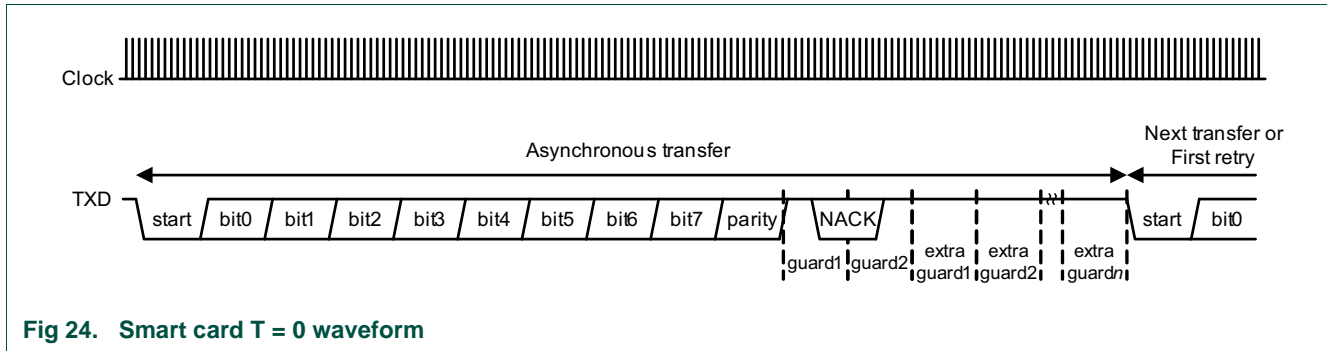 Clock
Asynchronous transfer
Next transfer or
First retry
TXD
start bit0 bit1 bit2 bit3 bit4 bit5 bit6 bit7 parity NACK start bit0
guard1 guard2 extra guard1 extra guard2 extra guardn
Fig 24. Smart card T = 0 waveform